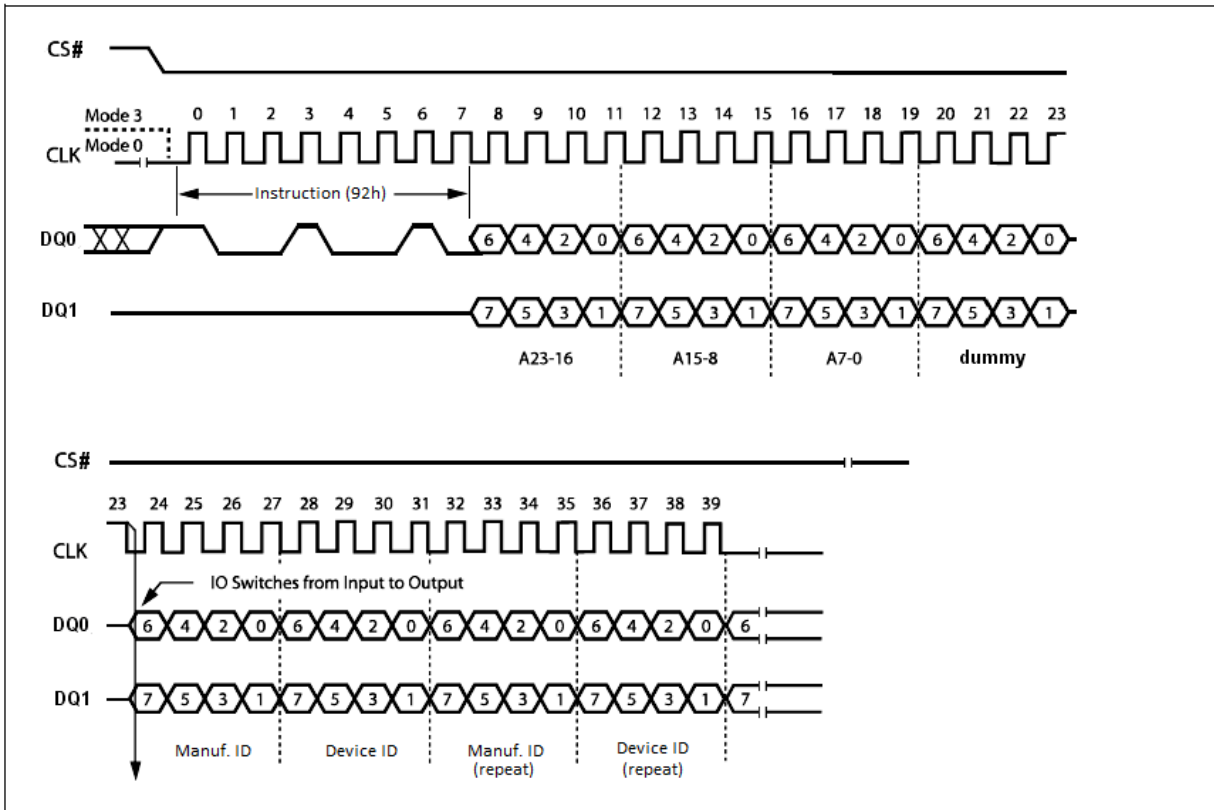 CS#
Mode 3
0 1 2 3 4 5 6 7 8 9 10 11 12 13 14 15 16 17 18 19 20 21 22 23
Mode 0
CLK
Instruction (92h)
DQ0 6 4 2 0 6 4 2 0 6 4 2 0 6 4 2 0
DQ1 7 5 3 1 7 5 3 1 7 5 3 1 7 5 3 1
A23-16 A15-8 A7-0 dummy
CS#
23 24 25 26 27 28 29 30 31 32 33 34 35 36 37 38 39
CLK
IO Switches from Input to Output
DQ0 6 4 2 0 6 4 2 0 6 4 2 0 6 4 2 0 6
DQ1 7 5 3 1 7 5 3 1 7 5 3 1 7 5 3 1 7
Manuf. ID Device ID Manuf. ID Device ID
(repeat) (repeat)